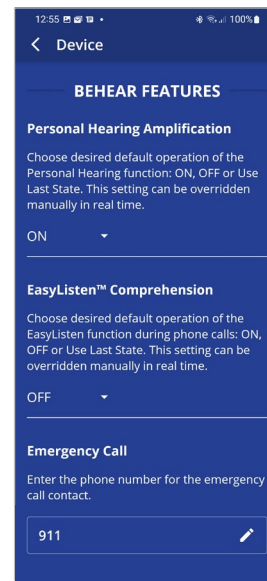 12:55
100%
Device
BEHEAR FEATURES
Personal Hearing Amplification
Choose desired default operation of the
Personal Hearing function: ON, OFF or Use
Last State. This setting can be overridden
manually in real time.
ON
EasyListen™ Comprehension
Choose desired default operation of the
EasyListen function during phone calls: ON,
OFF or Use Last State. This setting can be
overridden manually in real time.
OFF
Emergency Call
Enter the phone number for the emergency
call contact.
911